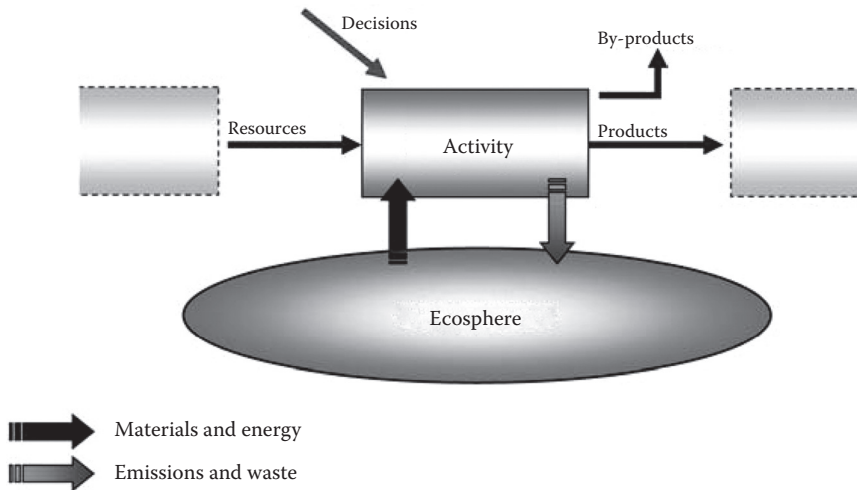 Decisions
By-products
Resources
Activity
Products
Ecosphere
Materials and energy
Emissions and waste